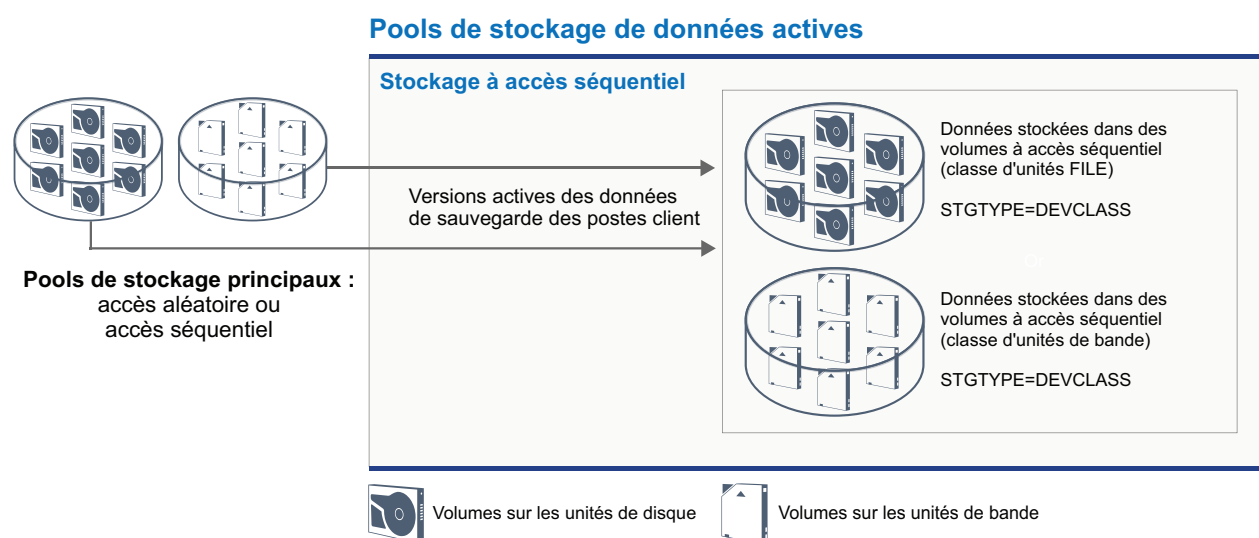 Pools de stockage de données actives
Stockage à accès séquentiel
Données stockées dans des
volumes à accès séquentiel
(classe d'unités FILE)
STGTYPE=DEVCLASS
Versions actives des données
de sauvegarde des postes client
Pools de stockage principaux :
accès aléatoire ou
accès séquentiel
Données stockées dans des
volumes à accès séquentiel
(classe d'unités de bande)
STGTYPE=DEVCLASS
Volumes sur les unités de disque
Volumes sur les unités de bande